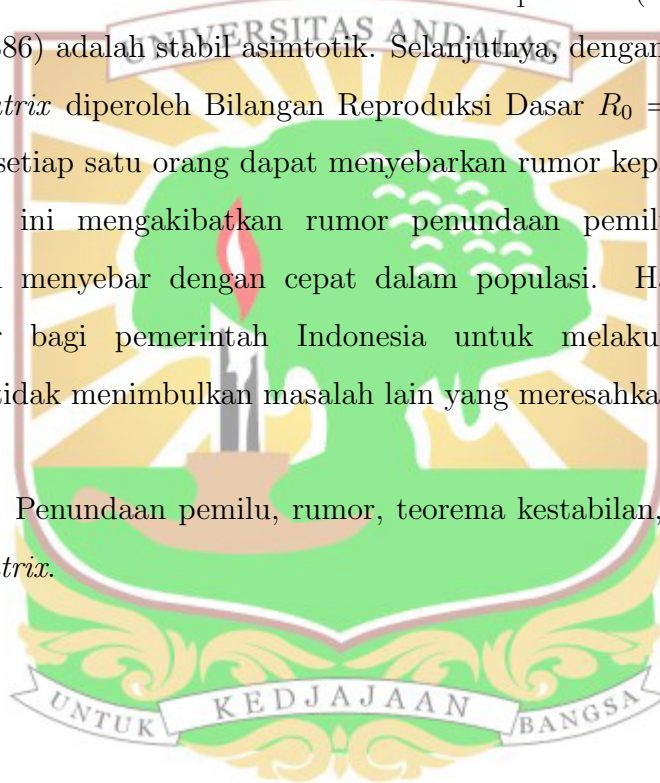 UNIVERSITAS ANDALAS
86) adalah stabil asimtotik. Selanjutnya, dengan
trix diperoleh Bilangan Reproduksi Dasar R₀ =
setiap satu orang dapat menyebarkan rumor kepa
ini mengakibatkan rumor penundaan pemil
menyebar dengan cepat dalam populasi. Ha
bagi pemerintah Indonesia untuk melaku
tidak menimbulkan masalah lain yang meresahka
Penundaan pemilu, rumor, teorema kestabilan,
trix.
UNTUK KEDJAJAAN BANGSA